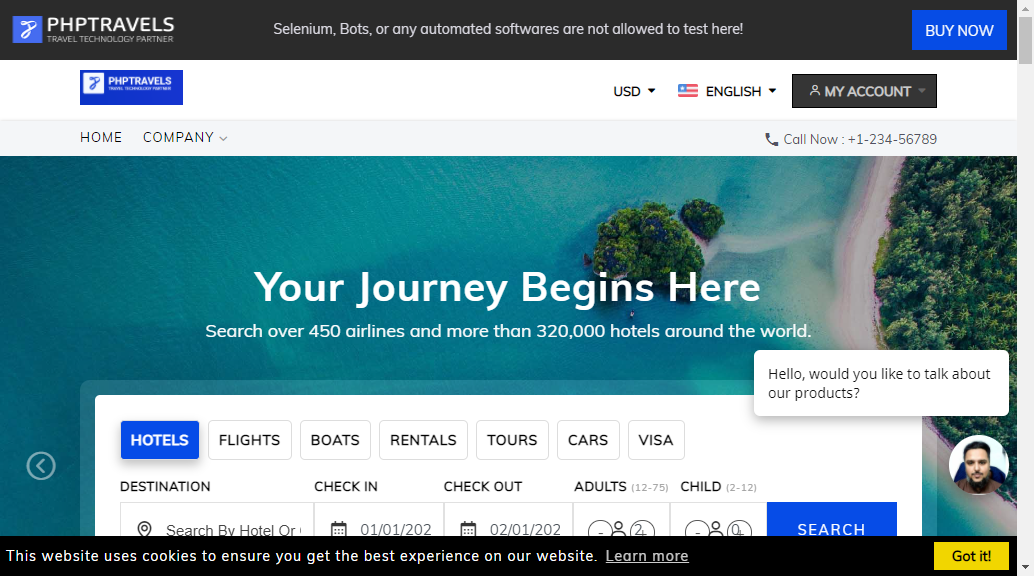 PHPTRAVELS
TRAVEL TECHNOLOGY PARTNER
Selenium, Bots, or any automated softwares are not allowed to test here!
BUY NOW
PHPTRAVELS
TRAVEL TECHNOLOGY PARTNER
USD
ENGLISH
MY ACCOUNT
HOME
COMPANY
Call Now : +1-234-56789
Your Journey Begins Here
Search over 450 airlines and more than 320,000 hotels around the world.
Hello, would you like to talk about
our products?
HOTELS
FLIGHTS
BOATS
RENTALS
TOURS
CARS
VISA
DESTINATION
CHECK IN
CHECK OUT
ADULTS (12-75)
CHILD (2-12)
Search By Hotel Or
01/01/202
02/01/202
- 2
- 0
SEARCH
This website uses cookies to ensure you get the best experience on our website. Learn more
Got it!